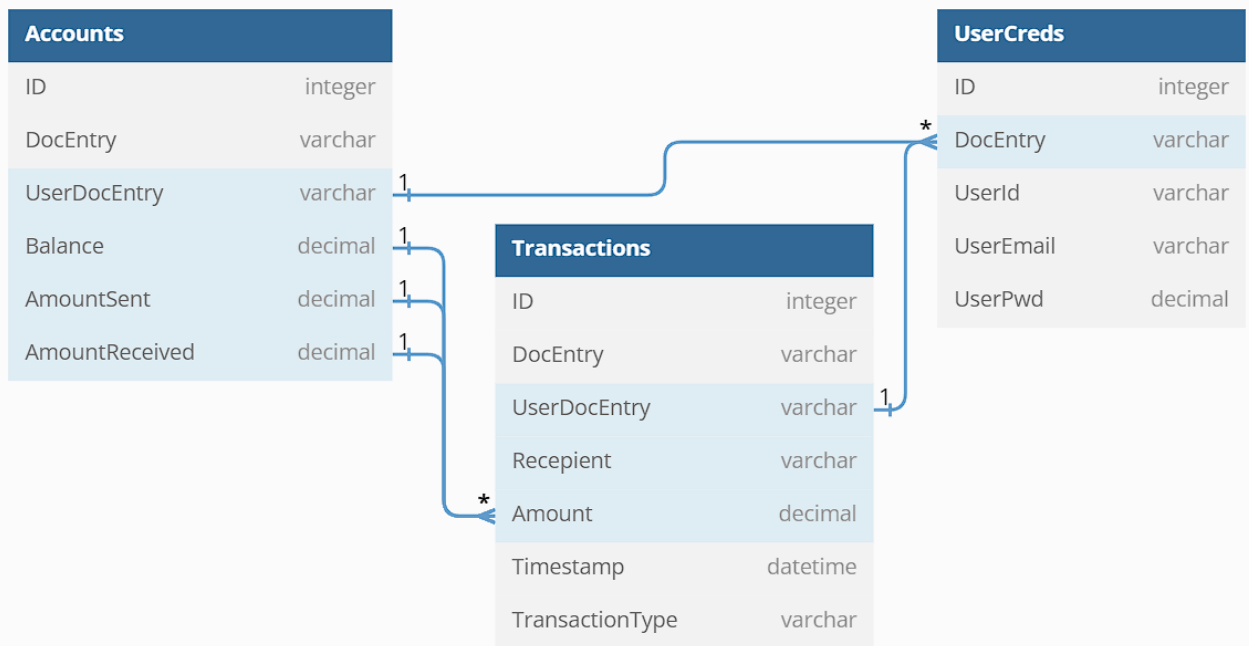 Accounts
ID integer
DocEntry varchar
UserDocEntry varchar 1
Balance decimal 1
AmountSent decimal 1
AmountReceived decimal 1
Transactions
ID integer
DocEntry varchar
UserDocEntry varchar 1
Recepient varchar
* Amount decimal
Timestamp datetime
TransactionType varchar
UserCreds
ID integer
* DocEntry varchar
UserId varchar
UserEmail varchar
UserPwd decimal